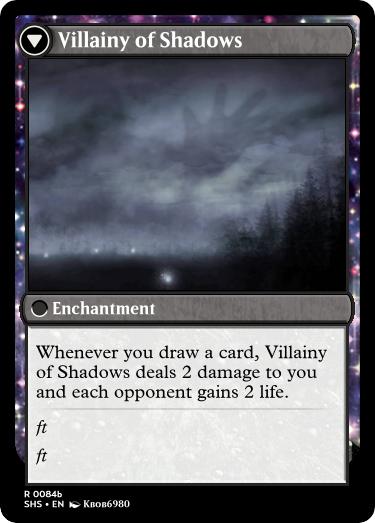 Villainy of Shadows
Enchantment
Whenever you draw a card, Villainy
of Shadows deals 2 damage to you
and each opponent gains 2 life.
ft
ft
R 0084b
SHS • EN Kbob6980